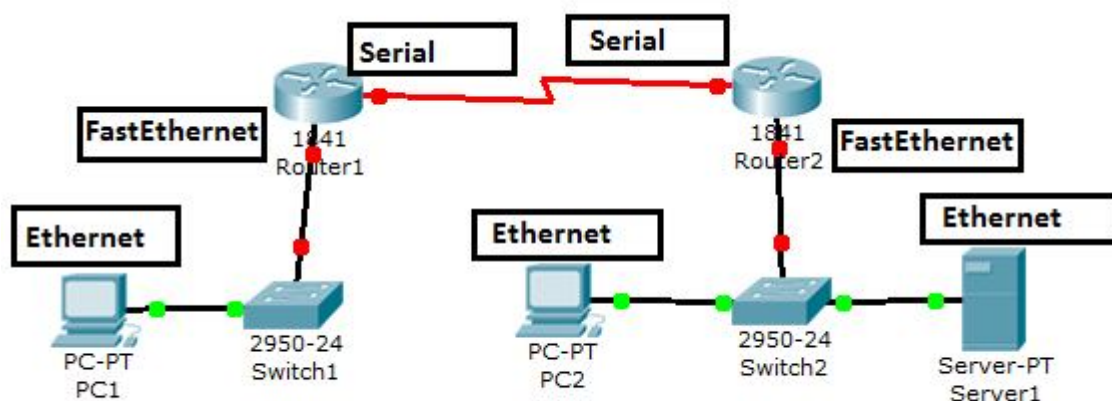 Serial
Serial
FastEthernet
1841
Router1
1841
Router2
FastEthernet
Ethernet
Ethernet
Ethernet
PC-PT
PC1
2950-24
Switch1
PC-PT
PC2
2950-24
Switch2
Server-PT
Server1